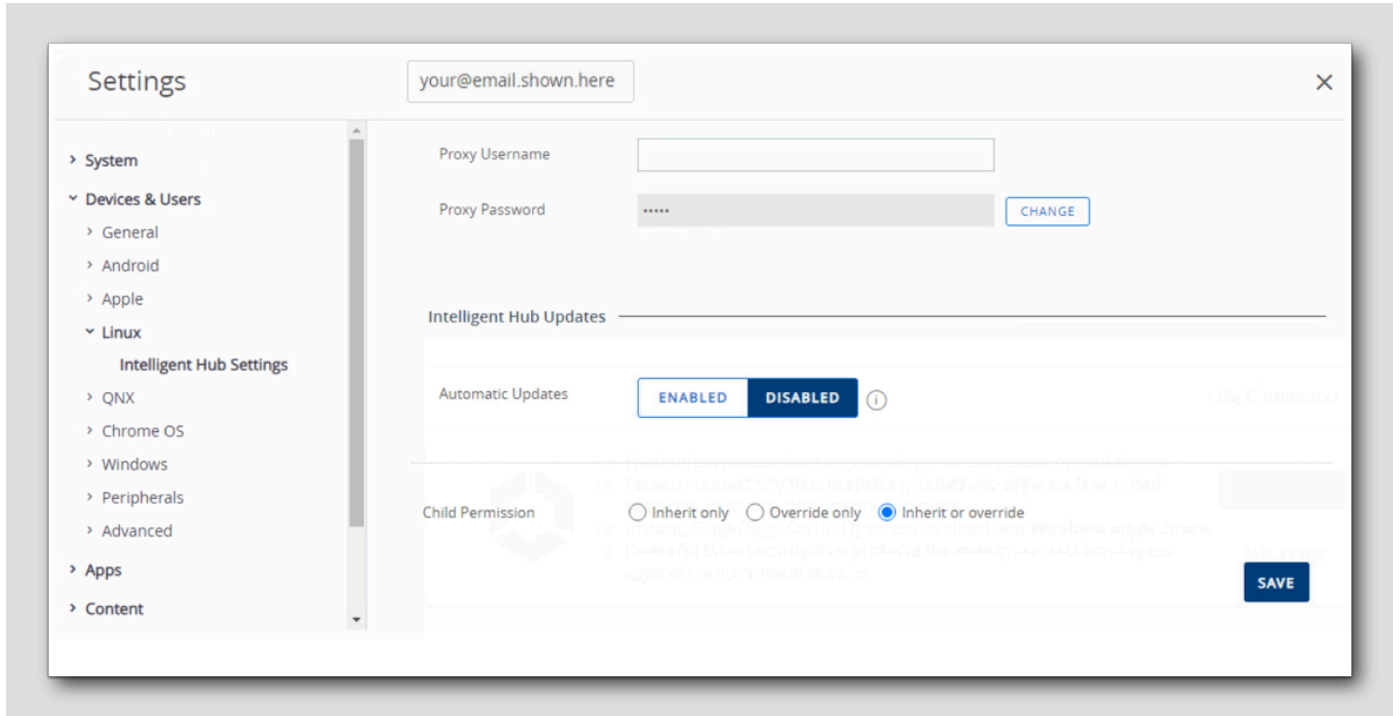 Settings
your@email.shown.here
System
Devices & Users
General
Android
Apple
Linux
Intelligent Hub Settings
QNX
Chrome OS
Windows
Peripherals
Advanced
Apps
Content
Proxy Username
Proxy Password
•••••
CHANGE
Intelligent Hub Updates
Automatic Updates
ENABLED
DISABLED
Child Permission
Inherit only
Override only
Inherit or override
SAVE